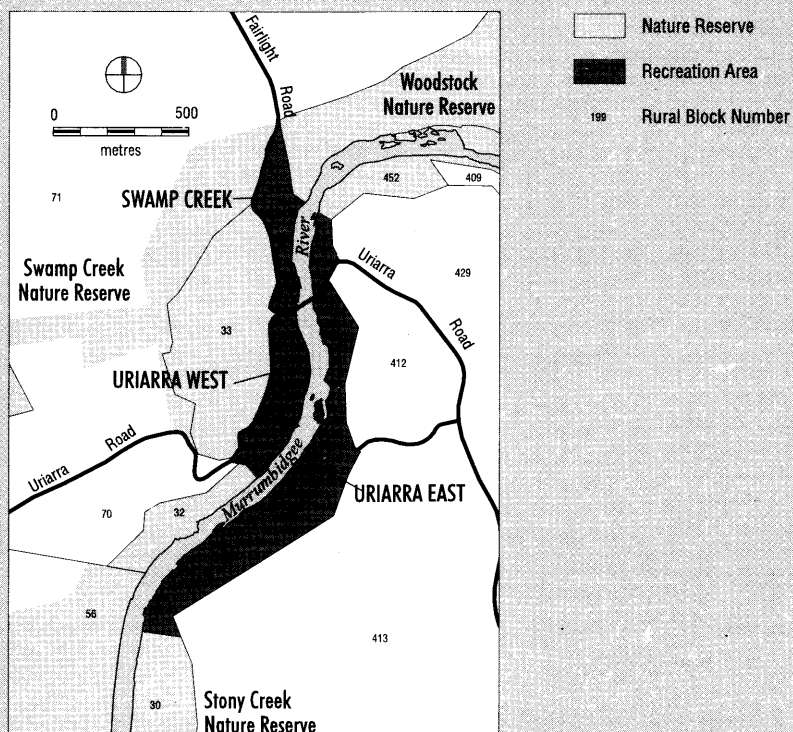 Fairlight
Road
0 500
metres
Woodstock
Nature Reserve
452
409
71
SWAMP CREEK
River
Uriarra
Road
429
Swamp Creek
Nature Reserve
33
412
URIARRA WEST
Uriarra Road
Murrumbidgee
URIARRA EAST
70
32
56
413
30
Stony Creek
Nature Reserve
Nature Reserve
Recreation Area
199 Rural Block Number